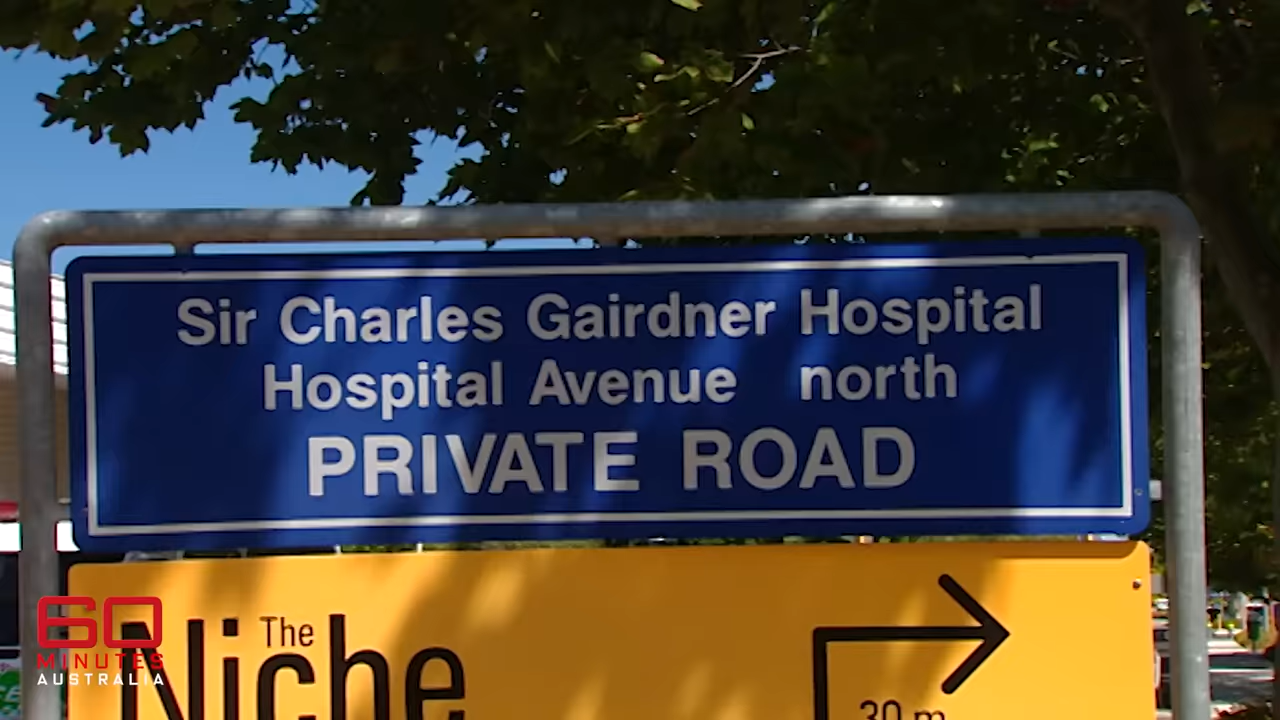 Sir Charles Gairdner Hospital
Hospital Avenue north
PRIVATE ROAD
The
Niche
30 m
60
MINUTES
AUSTRALIA